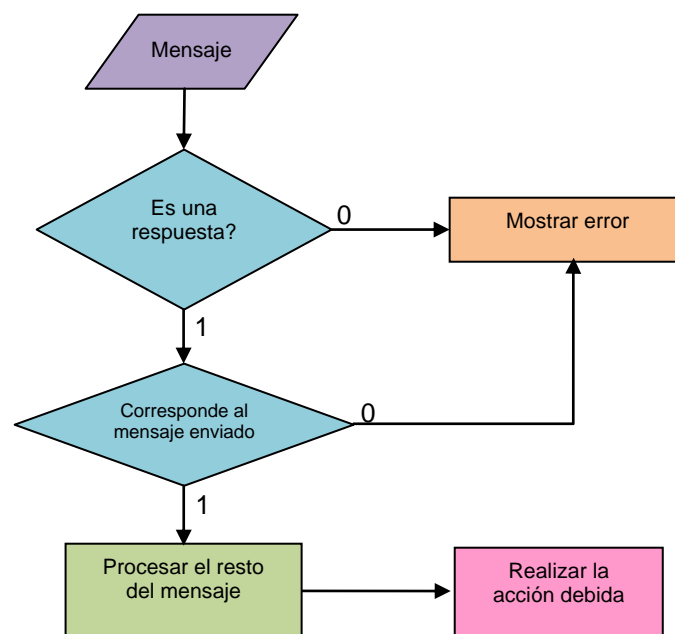 Mensaje
Es una
respuesta?
0
Mostrar error
1
Corresponde al
mensaje enviado
0
1
Procesar el resto
del mensaje
Realizar la
acción debida